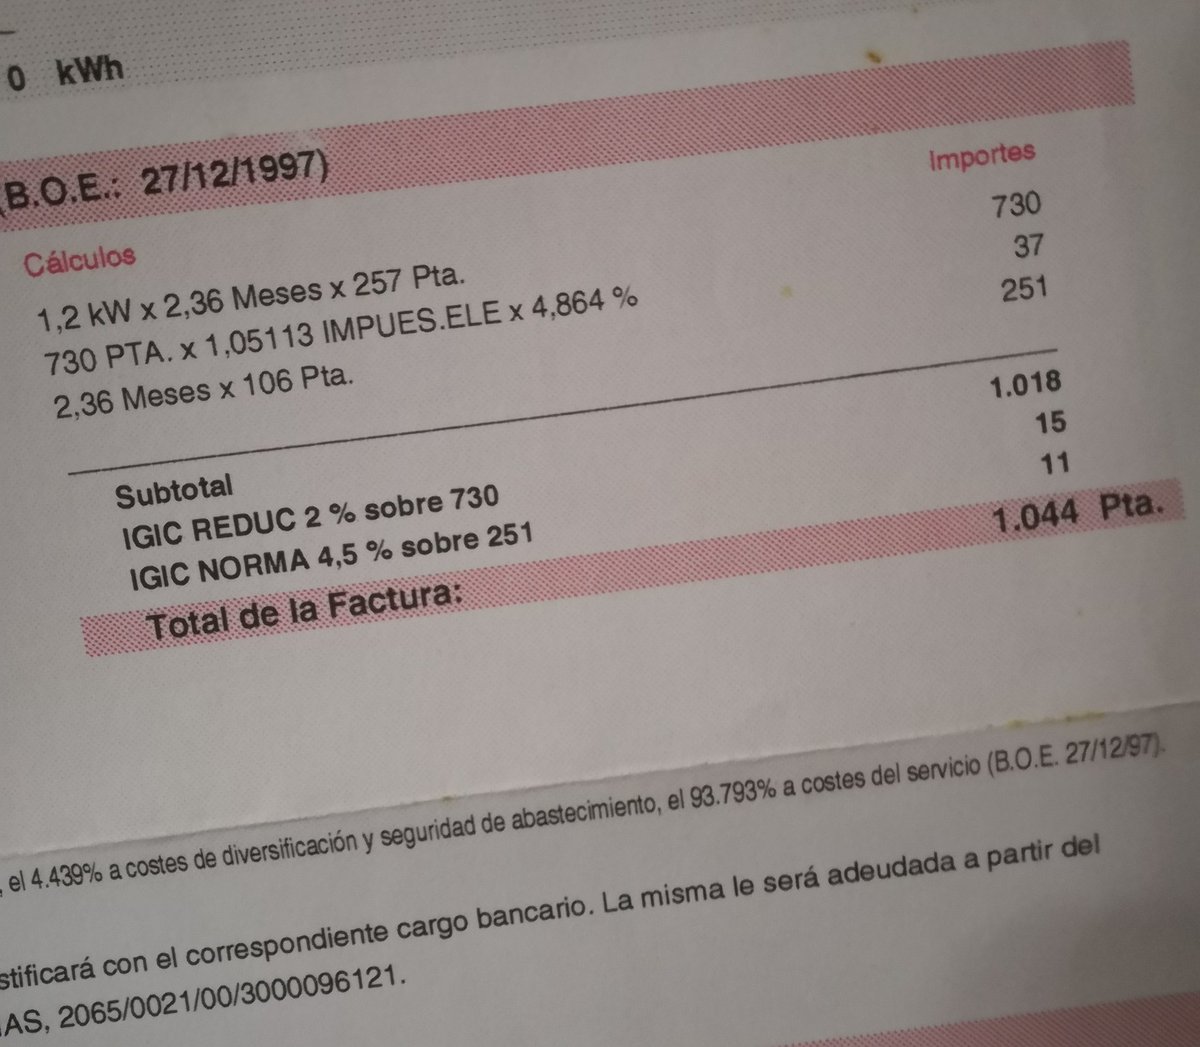 0 kWh
(B.O.E.: 27/12/1997)
Cálculos Importes
1,2 kW x 2,36 Meses x 257 Pta. 730
730 PTA. x 1,05113 IMPUES.ELE x 4,864 % 37
2,36 Meses x 106 Pta. 251
Subtotal 1.018
IGIC REDUC 2 % sobre 730 15
IGIC NORMA 4,5 % sobre 251 11
Total de la Factura: 1.044 Pta.
, el 4.439% a costes de diversificación y seguridad de abastecimiento, el 93.793% a costes del servicio (B.O.E. 27/12/97).
stificará con el correspondiente cargo bancario. La misma le será adeudada a partir del
AS, 2065/0021/00/3000096121.